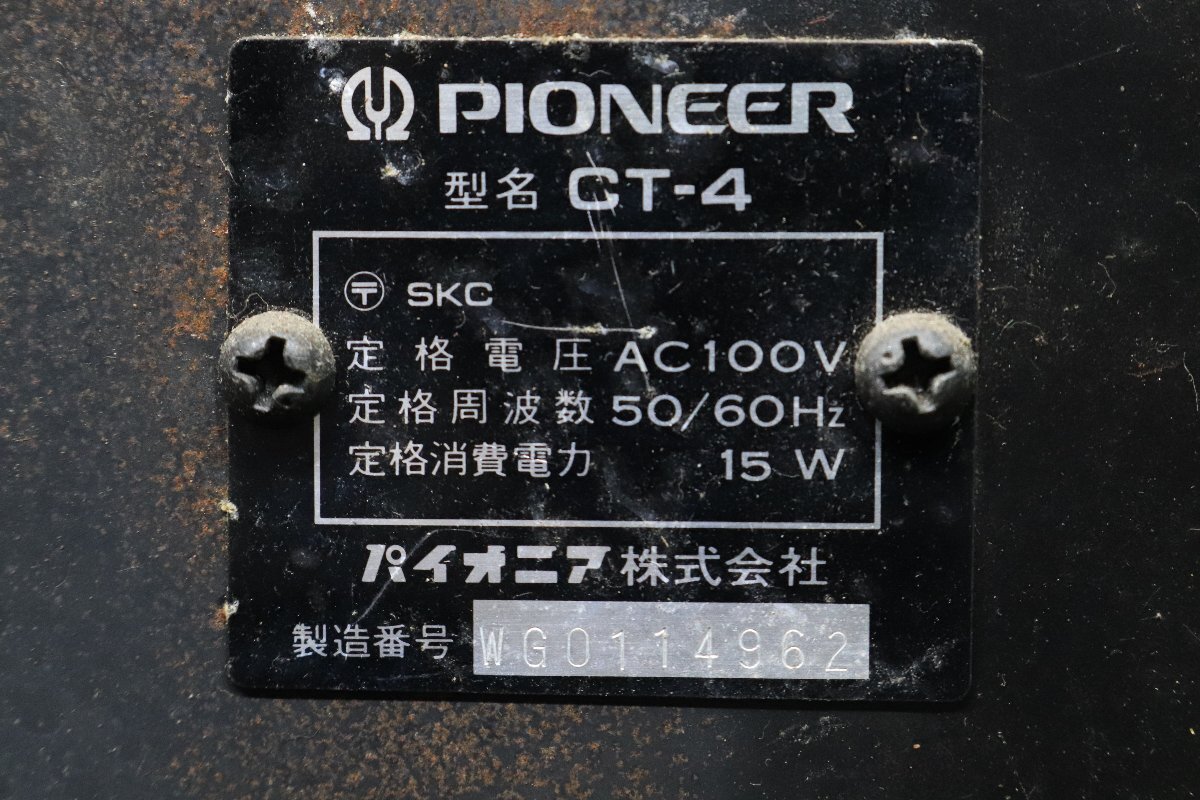 PIONEER
型名 CT-4
〒 SKC
定格電圧 AC100V
定格周波数 50/60Hz
定格消費電力 15 W
パイオニア株式会社
製造番号 WG0114962